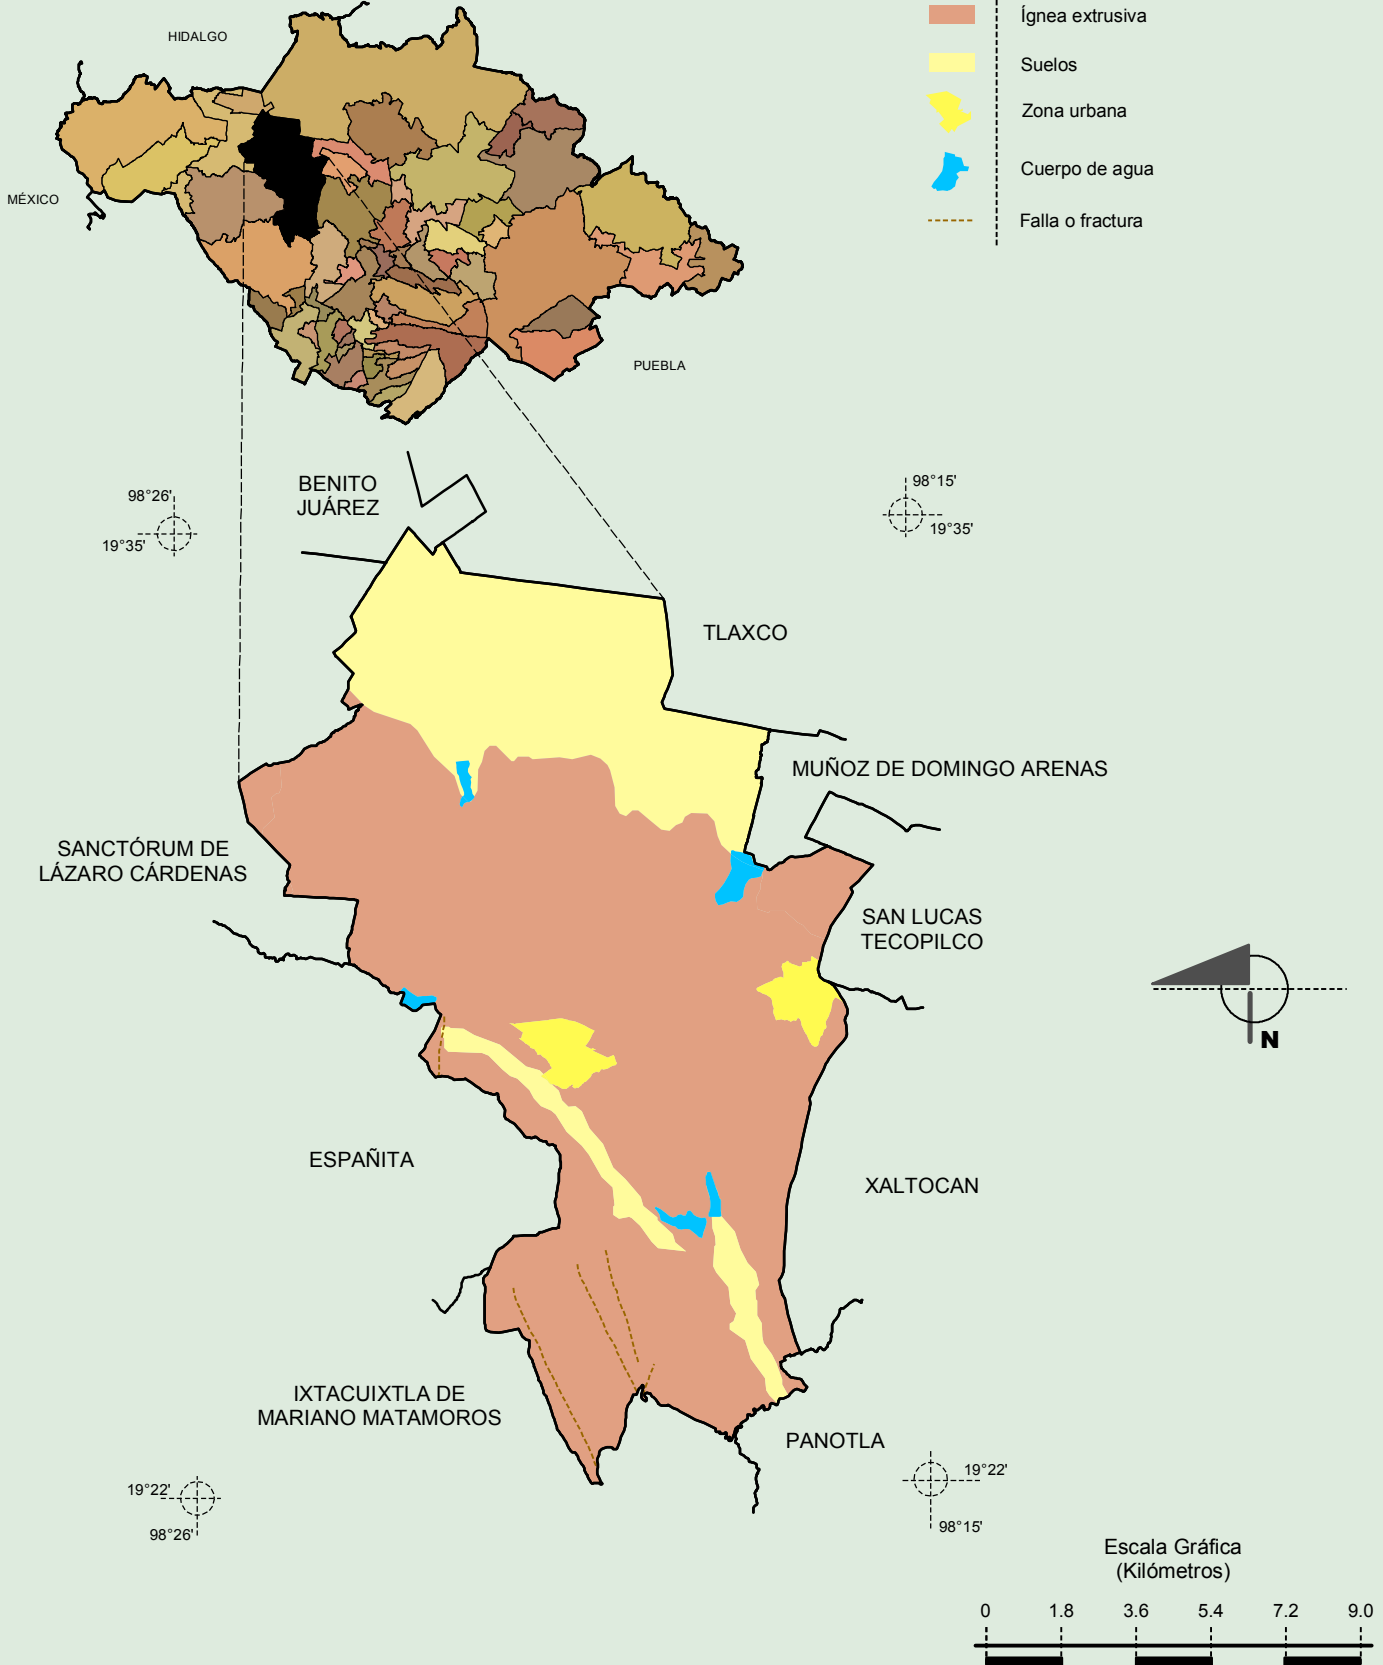 Ígnea extrusiva
HIDALGO
Suelos
Zona urbana
Cuerpo de agua
MÉXICO
Falla o fractura
PUEBLA
BENITO
JUÁREZ
98°26'
19°35'
98°15'
19°35'
TLAXCO
MUÑOZ DE DOMINGO ARENAS
SANCTÓRUM DE
LÁZARO CÁRDENAS
SAN LUCAS
TECOPILCO
N
ESPAÑITA
XALTOCAN
IXTACUIXTLA DE
MARIANO MATAMOROS
PANOTLA
19°22'
98°26'
19°22'
98°15'
Escala Gráfica
(Kilómetros)
0 1.8 3.6 5.4 7.2 9.0